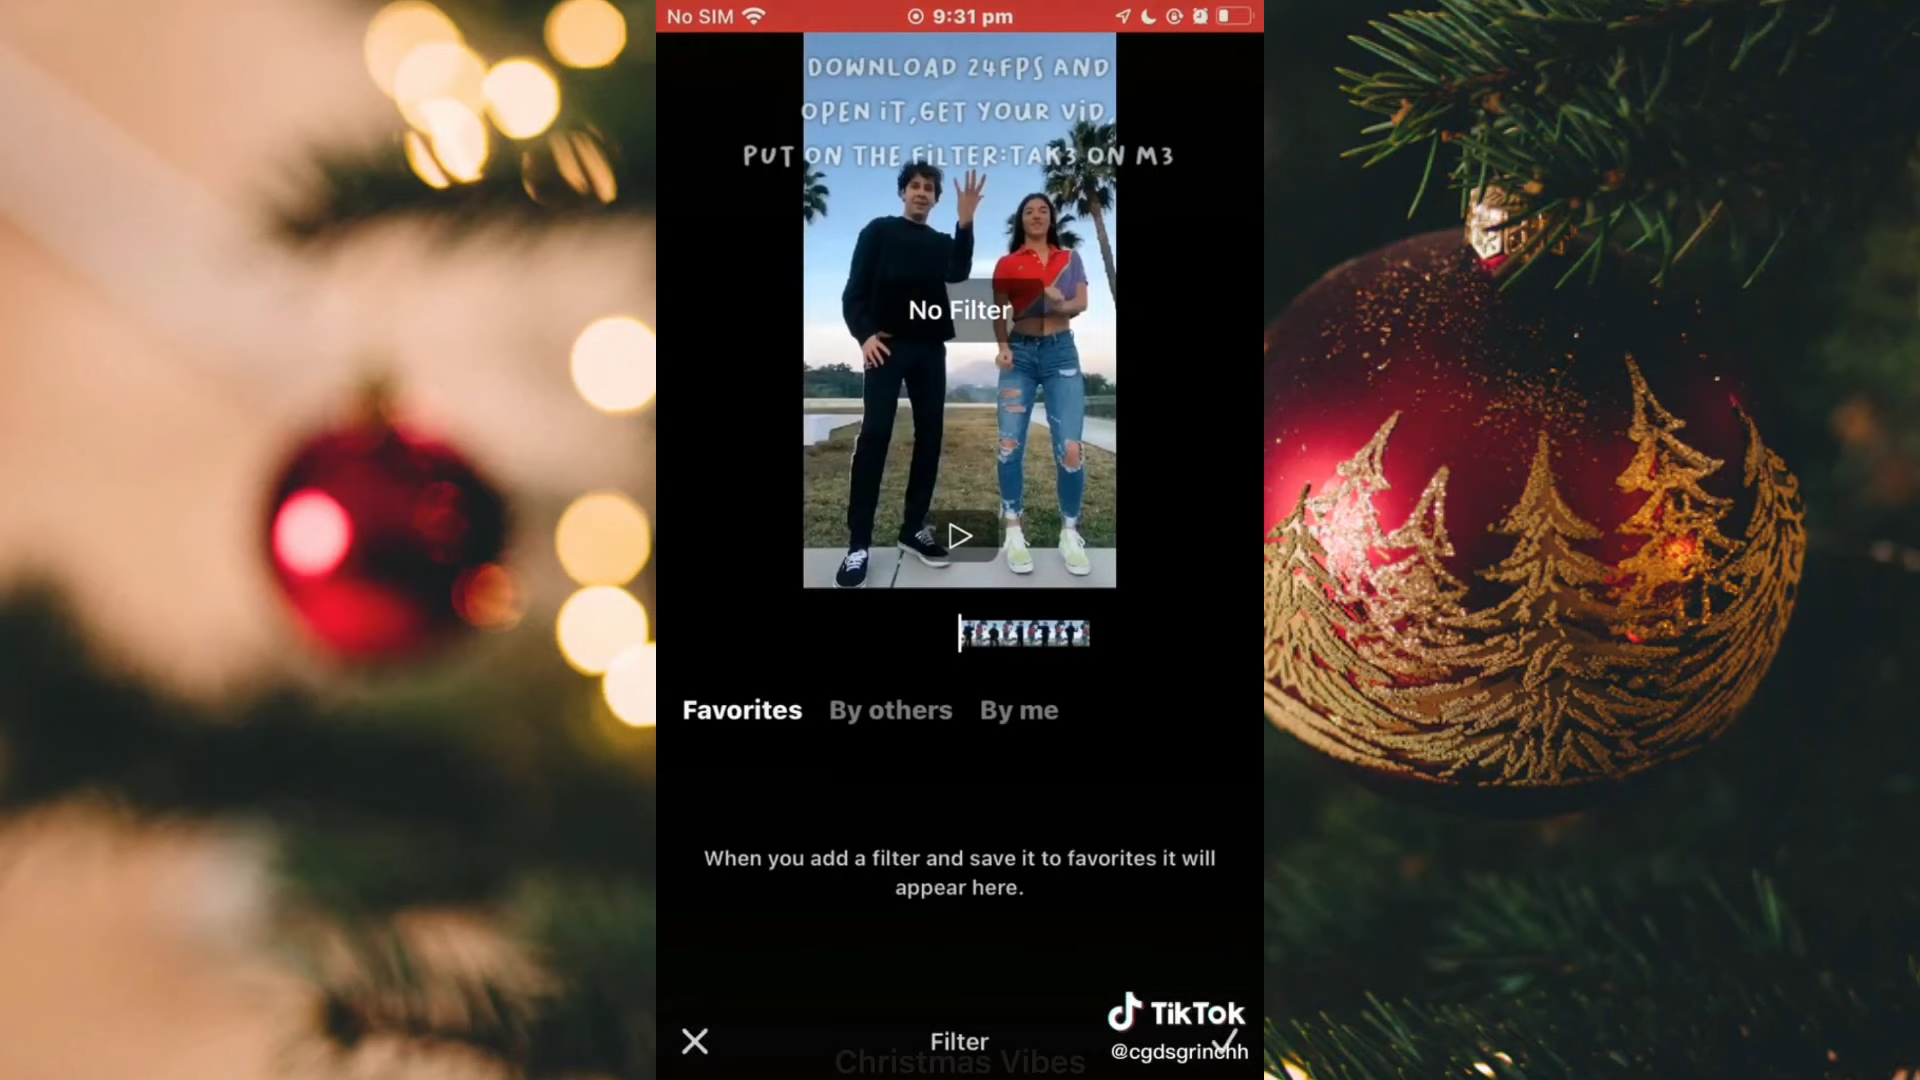 No SIM 9:31 pm
DOWNLOAD 24FPS AND
OPEN IT,GET YOUR VID,
PUT ON THE FILTER:TAK3 ON M3
No Filter
Favorites By others By me
When you add a filter and save it to favorites it will
appear here.
TikTok
Filter
@cgdsgrinchh
Christmas Vibes